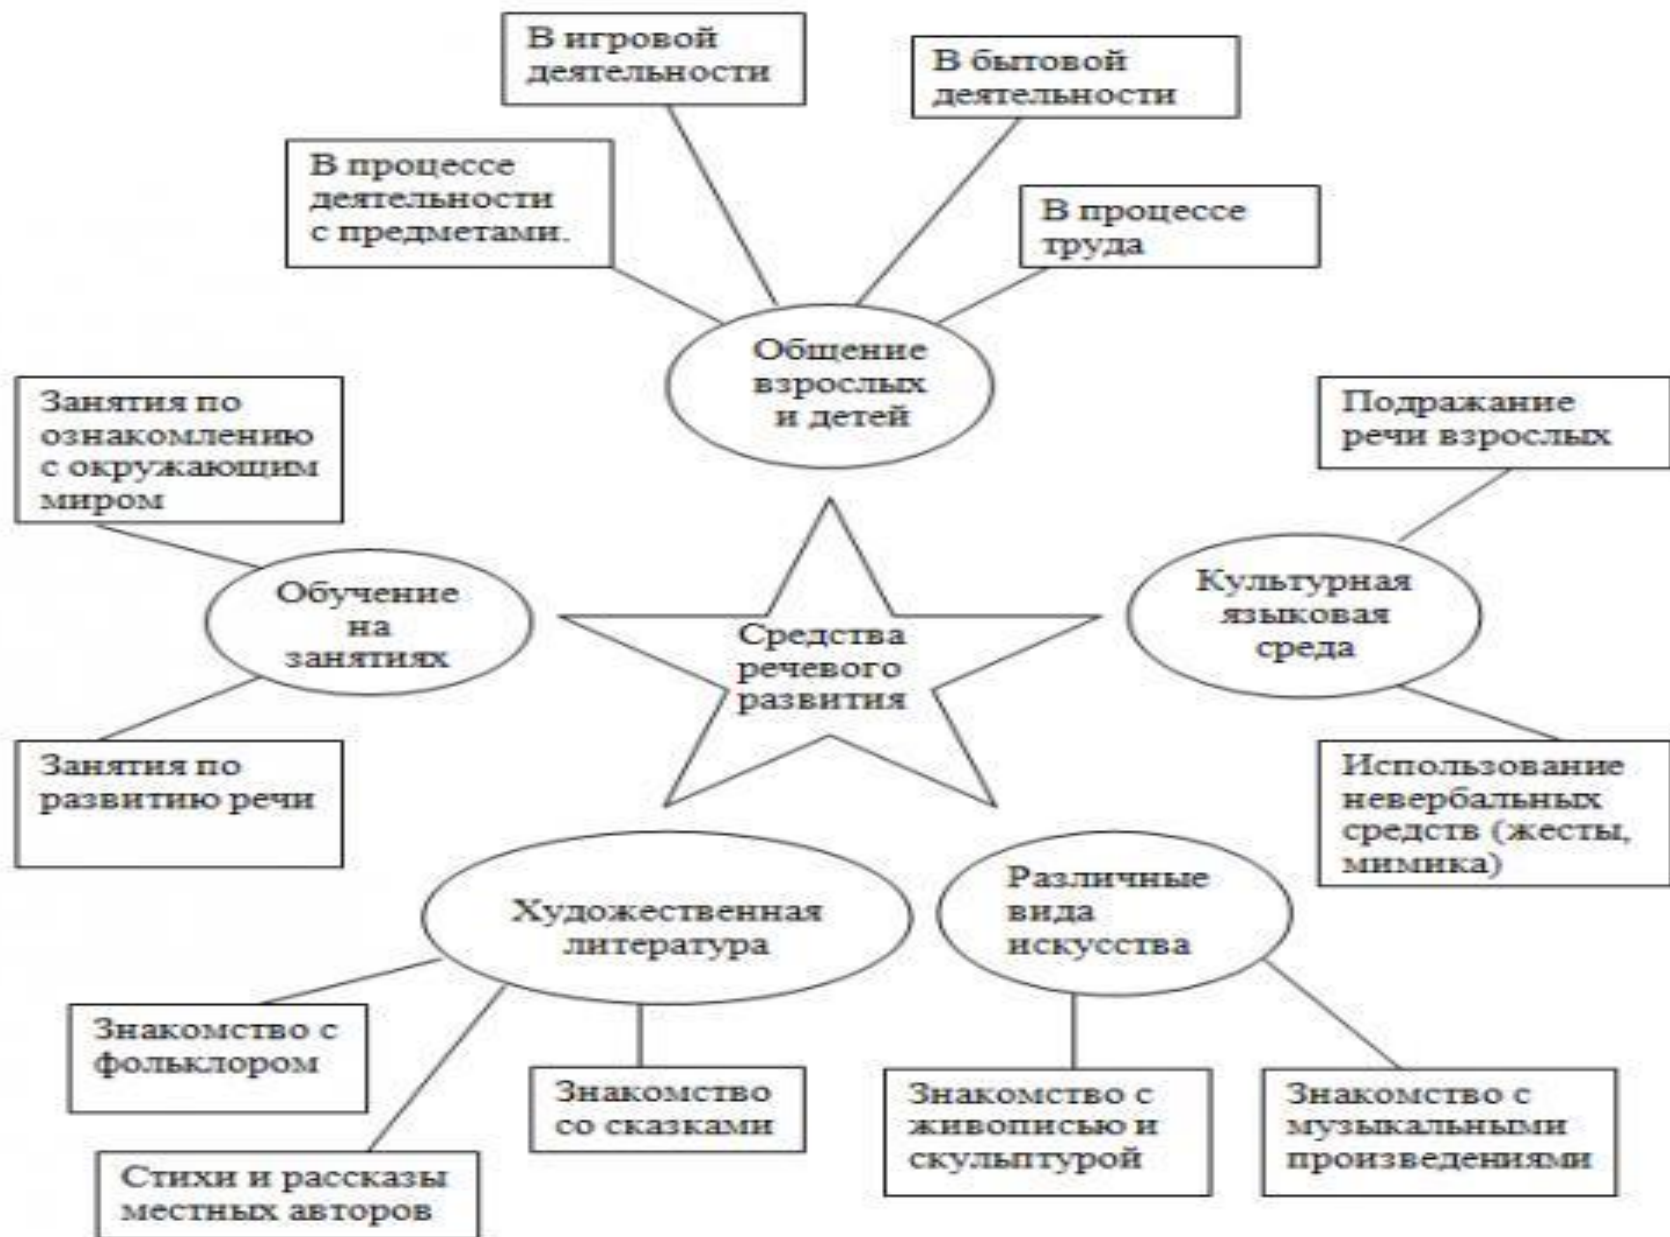 В игровой
деятельности
В бытовой
деятельности
В процессе
деятельности
с предметами.
В процессе
труда
Общение
взрослых
и детей
Занятия по
ознакомлению
с окружающим
миром
Подражание
речи взрослых
Обучение
на
занятиях
Культурная
языковая
среда
Средства
речевого
развития
Занятия по
развитию речи
Использование
невербальных
средств (жесты,
мимика)
Художественная
литература
Различные
вида
искусства
Знакомство с
фольклором
Знакомство
со сказками
Знакомство с
живописью и
скульптурой
Знакомство с
музыкальными
произведениями
Стихи и рассказы
местных авторов